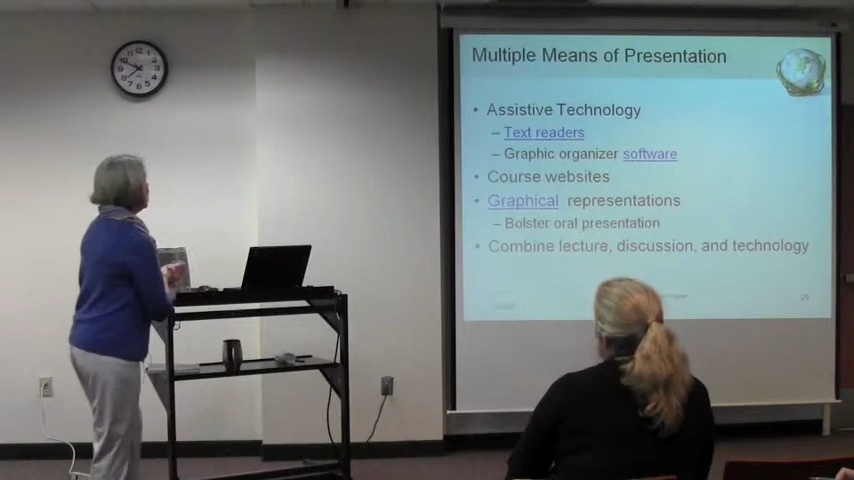 Multiple Means of Presentation
• Assistive Technology
– Text readers
– Graphic organizer software
• Course websites
• Graphical representations
– Bolster oral presentation
• Combine lecture, discussion, and technology